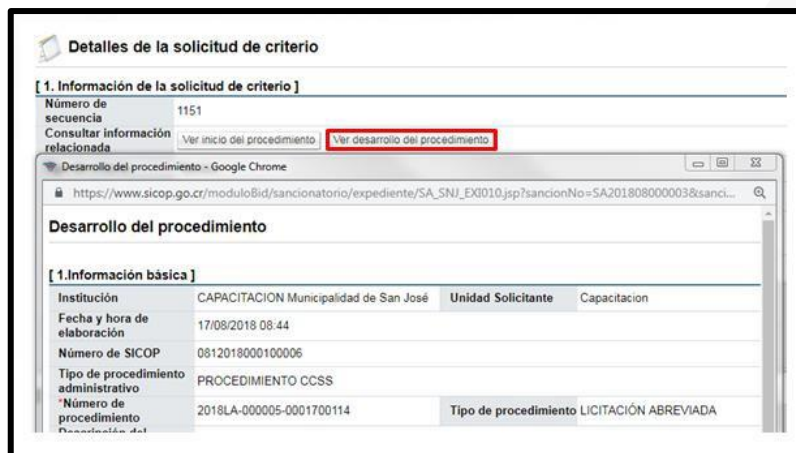 Detalles de la solicitud de criterio
[ 1. Información de la solicitud de criterio ]
Número de secuencia 1151
Consultar información relacionada Ver inicio del procedimiento Ver desarrollo del procedimiento
Desarrollo del procedimiento - Google Chrome
https://www.sicop.go.cr/moduloBid/sancionatorio/expediente/SA_SNJ_EXI010.jsp?sancionNo=SA201808000003&sanci...
Desarrollo del procedimiento
[ 1.Información básica ]
Institución CAPACITACION Municipalidad de San José Unidad Solicitante Capacitacion
Fecha y hora de elaboración 17/08/2018 08:44
Número de SICOP 0812018000100006
Tipo de procedimiento administrativo PROCEDIMIENTO CCSS
*Número de procedimiento 2018LA-000005-0001700114 Tipo de procedimiento LICITACIÓN ABREVIADA